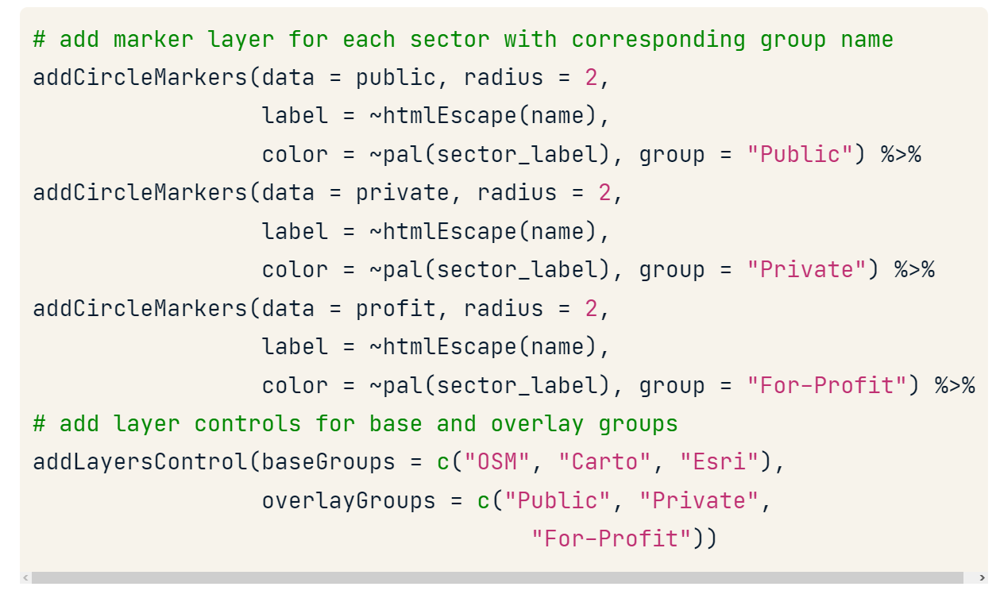 # add marker layer for each sector with corresponding group name
addCircleMarkers(data = public, radius = 2,
                 label = ~htmlEscape(name),
                 color = ~pal(sector_label), group = "Public") %>%
addCircleMarkers(data = private, radius = 2,
                 label = ~htmlEscape(name),
                 color = ~pal(sector_label), group = "Private") %>%
addCircleMarkers(data = profit, radius = 2,
                 label = ~htmlEscape(name),
                 color = ~pal(sector_label), group = "For-Profit") %>%
# add layer controls for base and overlay groups
addLayersControl(baseGroups = c("OSM", "Carto", "Esri"),
                 overlayGroups = c("Public", "Private",
                                     "For-Profit"))